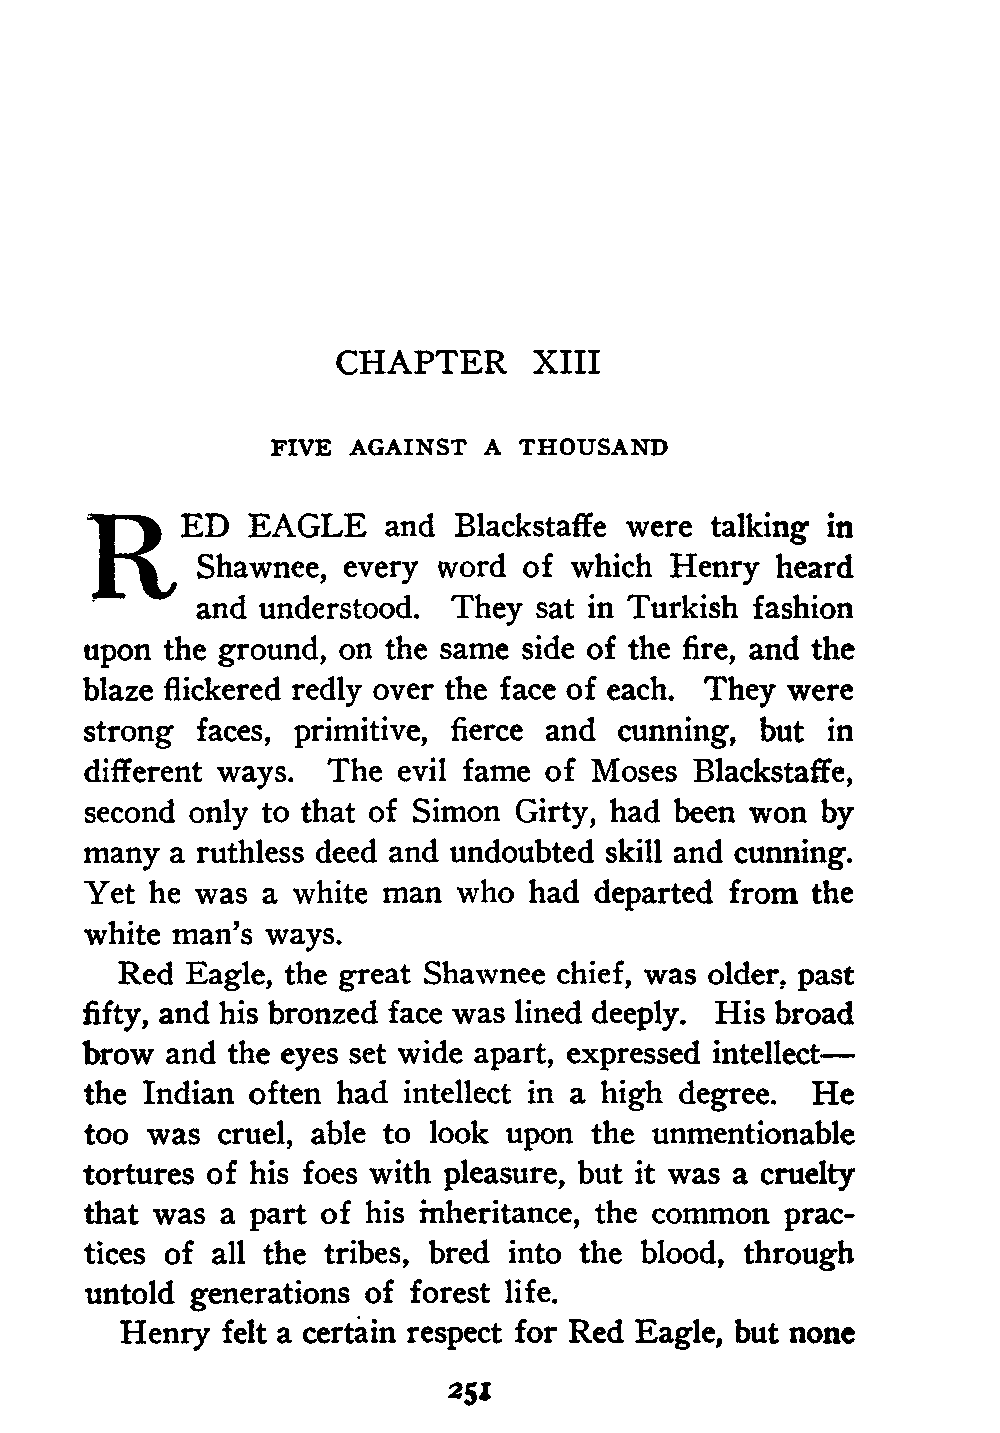 CHAPTER XIII
FIVE AGAINST A THOUSAND
RED EAGLE and Blackstaffe were talking in
Shawnee, every word of which Henry heard
and understood. They sat in Turkish fashion
upon the ground, on the same side of the fire, and the
blaze flickered redly over the face of each. They were
strong faces, primitive, fierce and cunning, but in
different ways. The evil fame of Moses Blackstaffe,
second only to that of Simon Girty, had been won by
many a ruthless deed and undoubted skill and cunning.
Yet he was a white man who had departed from the
white man's ways.
Red Eagle, the great Shawnee chief, was older, past
fifty, and his bronzed face was lined deeply. His broad
brow and the eyes set wide apart, expressed intellect—
the Indian often had intellect in a high degree. He
too was cruel, able to look upon the unmentionable
tortures of his foes with pleasure, but it was a cruelty
that was a part of his inheritance, the common prac-
tices of all the tribes, bred into the blood, through
untold generations of forest life.
Henry felt a certain respect for Red Eagle, but none
251